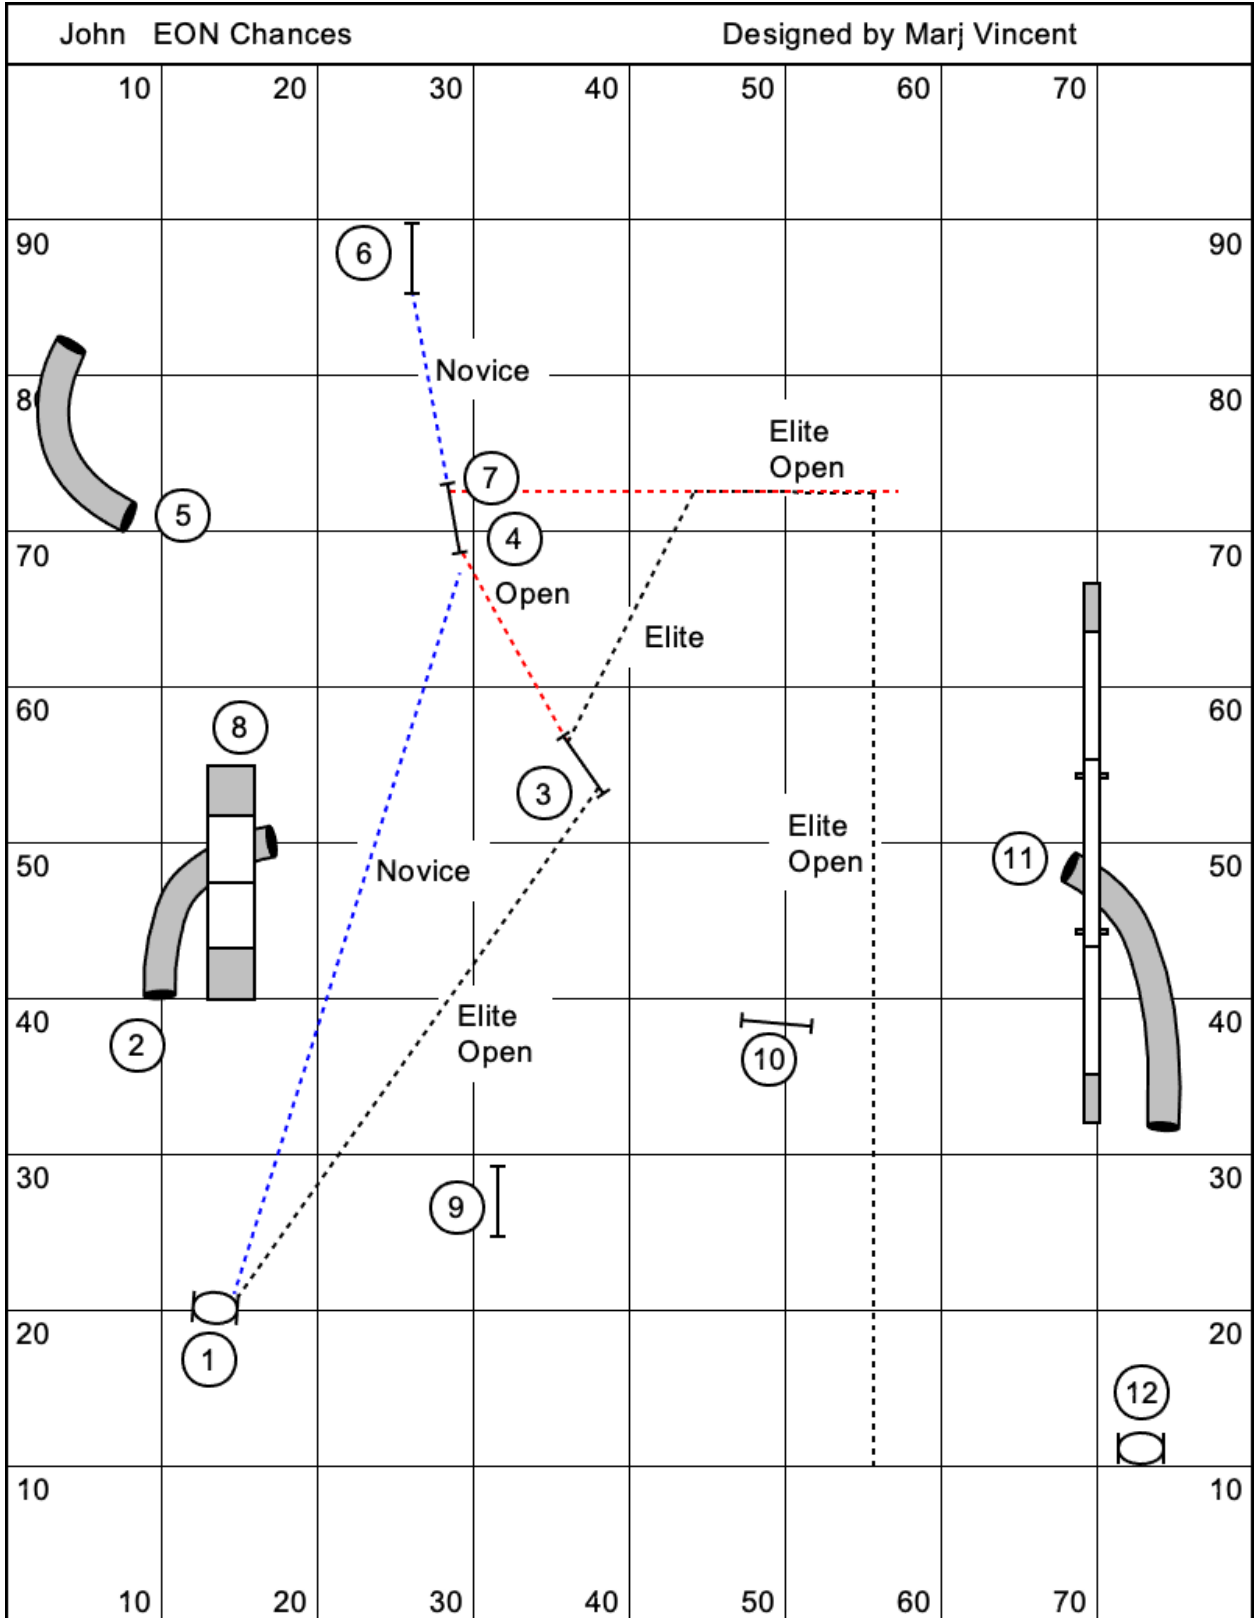 John EON Chances Designed by Marj Vincent
10 20 30 40 50 60 70
90 90
6
Novice
80 80
Elite
Open
7
5
4
70 70
Open
Elite
60 60
8
3
Elite
Open
50 11 50
Novice
Elite
Open
40 40
2
10
30 30
9
20 20
1
12
10 10
10 20 30 40 50 60 70